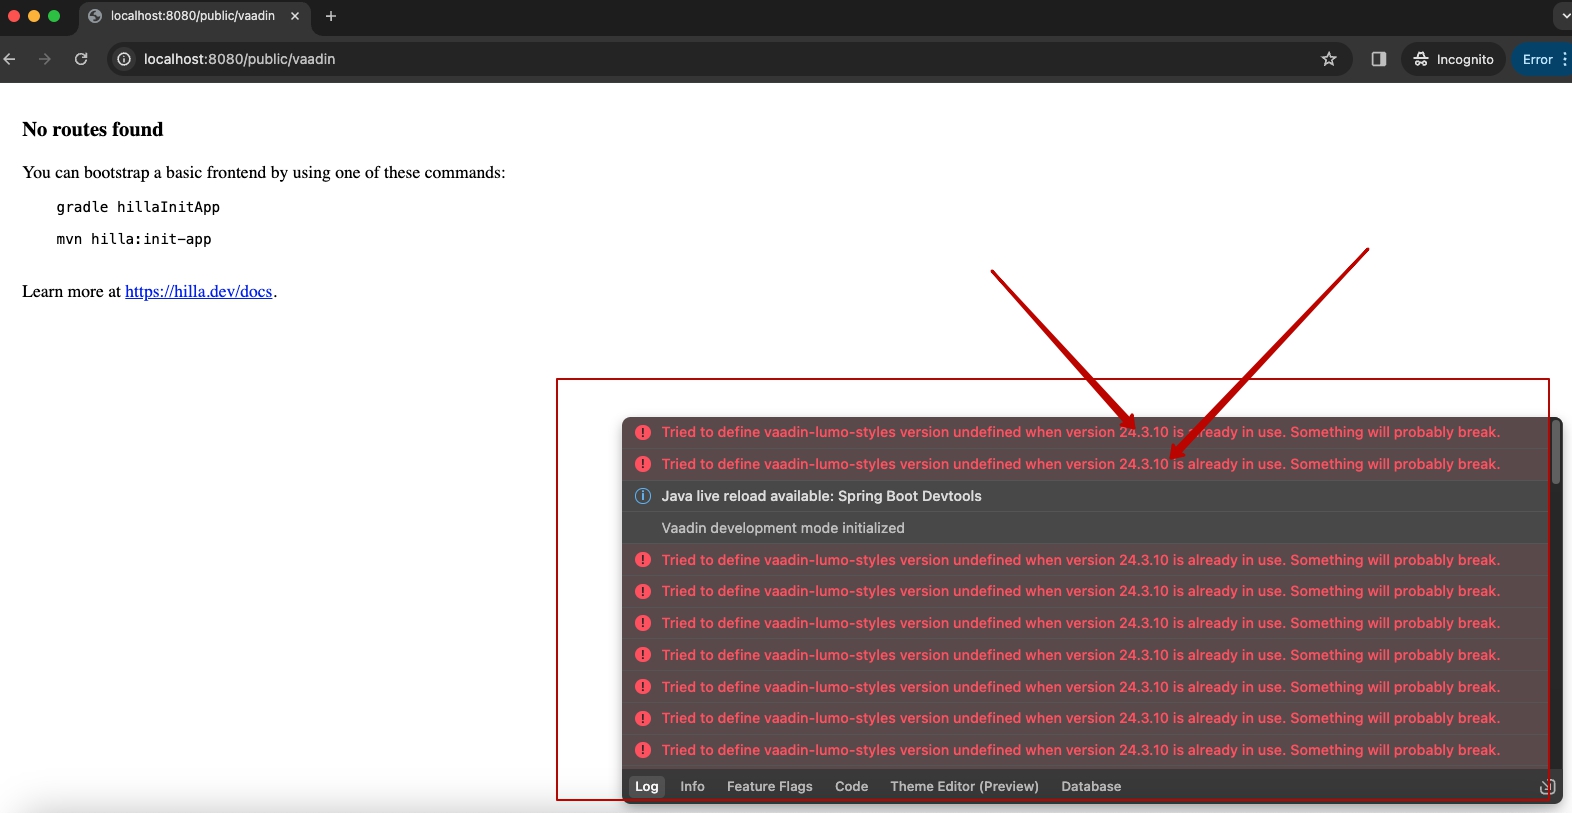 localhost:8080/public/vaadin
localhost:8080/public/vaadin
Incognito
Error
No routes found
You can bootstrap a basic frontend by using one of these commands:
gradle hillaInitApp
mvn hilla:init-app
Learn more at https://hilla.dev/docs.
Tried to define vaadin-lumo-styles version undefined when version 24.3.10 is already in use. Something will probably break.
Tried to define vaadin-lumo-styles version undefined when version 24.3.10 is already in use. Something will probably break.
Java live reload available: Spring Boot Devtools
Vaadin development mode initialized
Tried to define vaadin-lumo-styles version undefined when version 24.3.10 is already in use. Something will probably break.
Tried to define vaadin-lumo-styles version undefined when version 24.3.10 is already in use. Something will probably break.
Tried to define vaadin-lumo-styles version undefined when version 24.3.10 is already in use. Something will probably break.
Tried to define vaadin-lumo-styles version undefined when version 24.3.10 is already in use. Something will probably break.
Tried to define vaadin-lumo-styles version undefined when version 24.3.10 is already in use. Something will probably break.
Tried to define vaadin-lumo-styles version undefined when version 24.3.10 is already in use. Something will probably break.
Tried to define vaadin-lumo-styles version undefined when version 24.3.10 is already in use. Something will probably break.
Log Info Feature Flags Code Theme Editor (Preview) Database